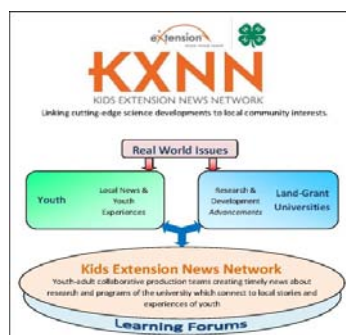 eXtension
KXNN
KIDS EXTENSION NEWS NETWORK
Linking cutting-edge science developments to local community interests.
Real World Issues
Youth
Local News &
Youth
Experiences
Research &
Development
Advancements
Land-Grant
Universities
Kids Extension News Network
Youth-adult collaborative production teams creating timely news about
research and programs of the university which connect to local stories and
experiences of youth
Learning Forums